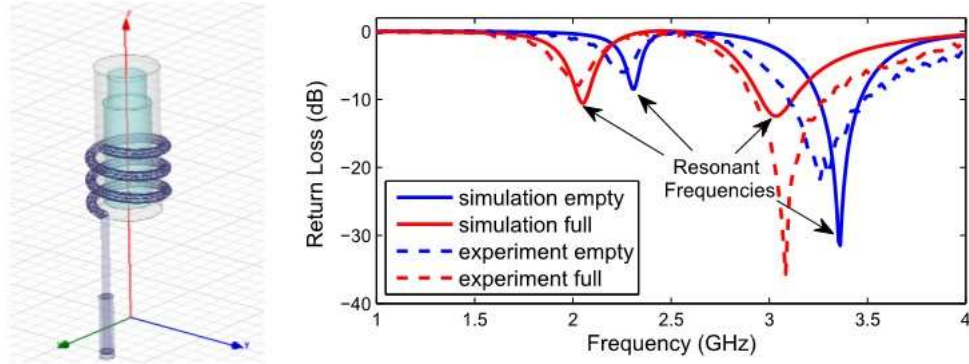 Return Loss (dB)
0
−10
−20
−30
−40
Resonant
Frequencies
simulation empty
simulation full
experiment empty
experiment full
1
1.5
2
2.5
3
3.5
4
Frequency (GHz)